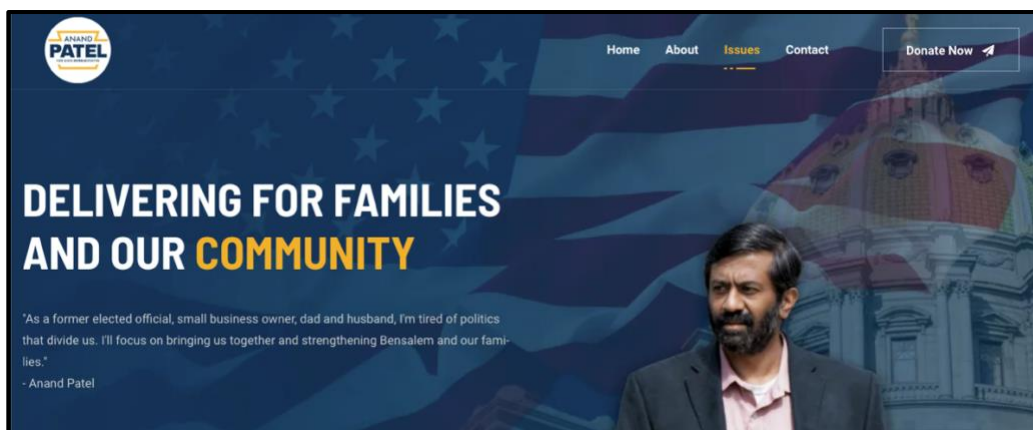 ANAND
PATEL
Home About Issues Contact
Donate Now
DELIVERING FOR FAMILIES
AND OUR COMMUNITY
"As a former elected official, small business owner, dad and husband, I'm tired of politics
that divide us. I'll focus on bringing us together and strengthening Bensalem and our fami-
lies."
- Anand Patel